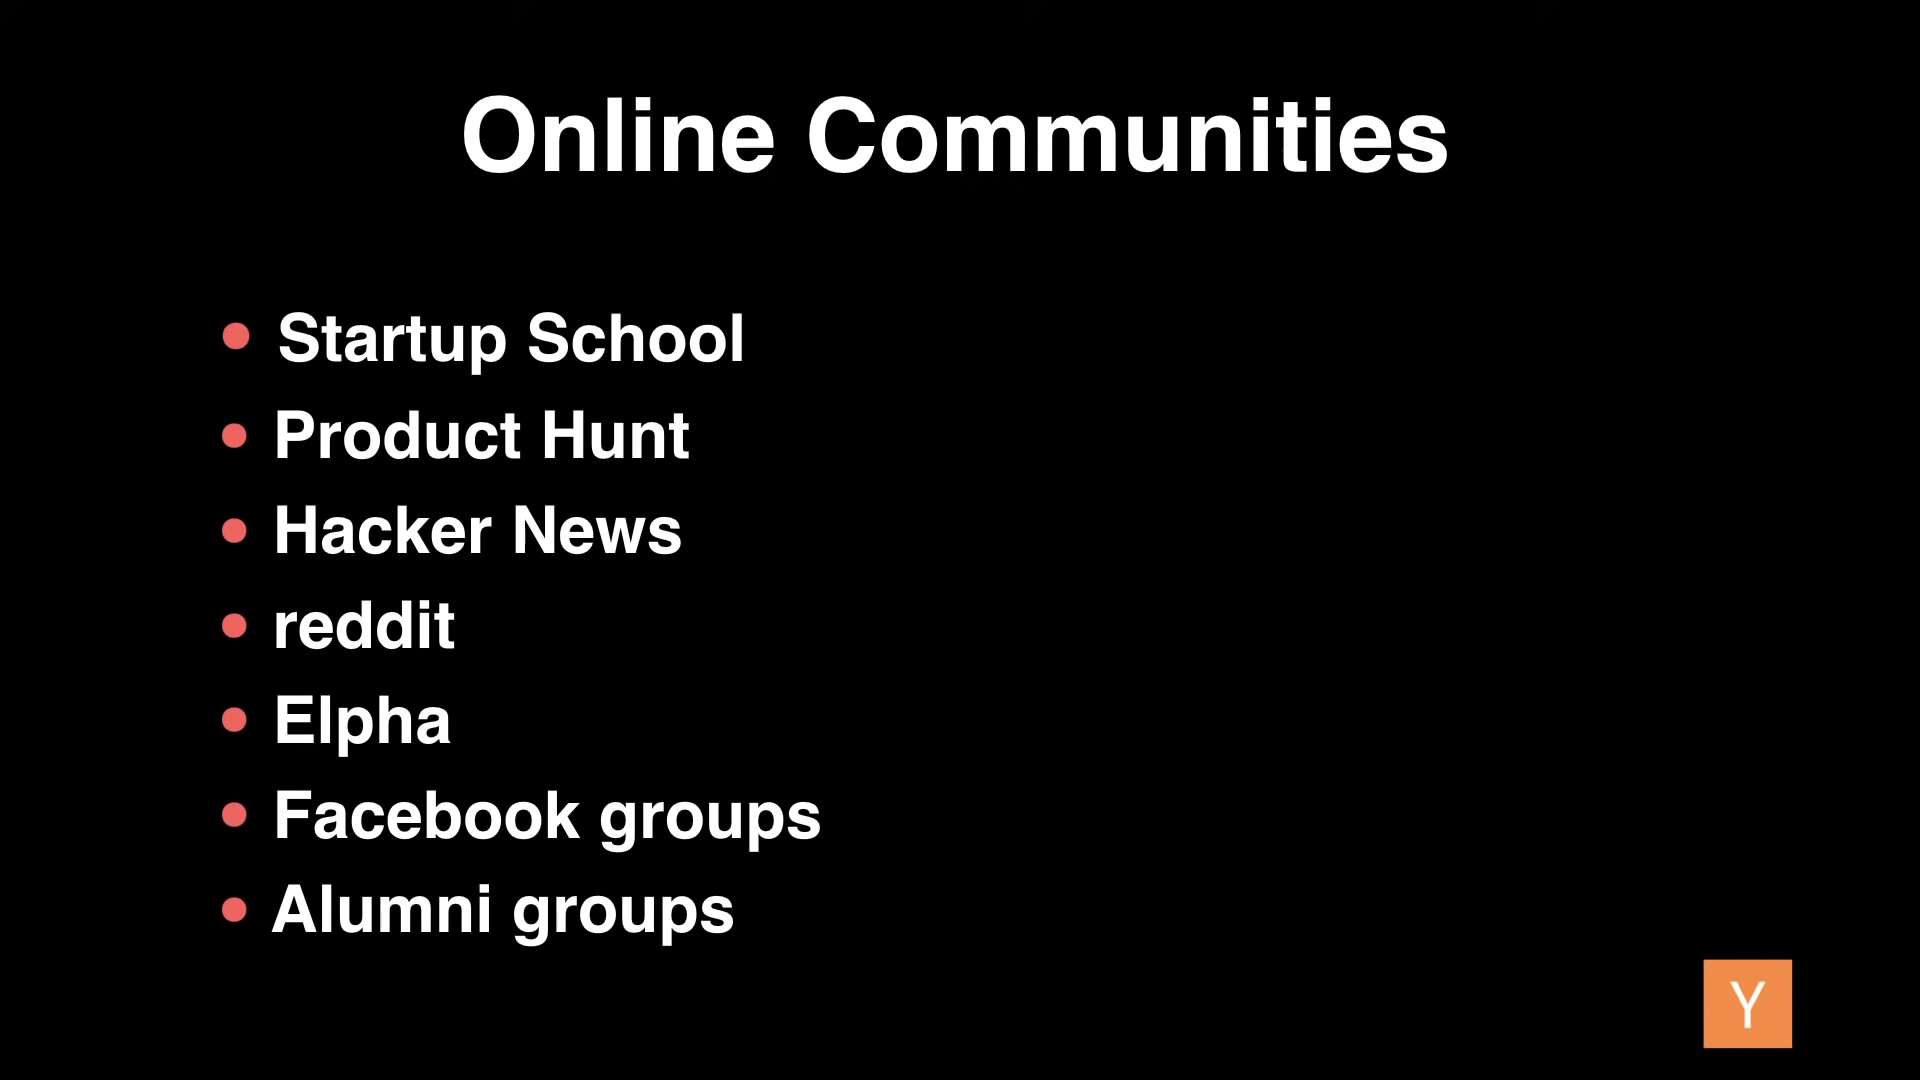 Online Communities
Startup School
Product Hunt
Hacker News
reddit
Elpha
Facebook groups
Alumni groups
Y